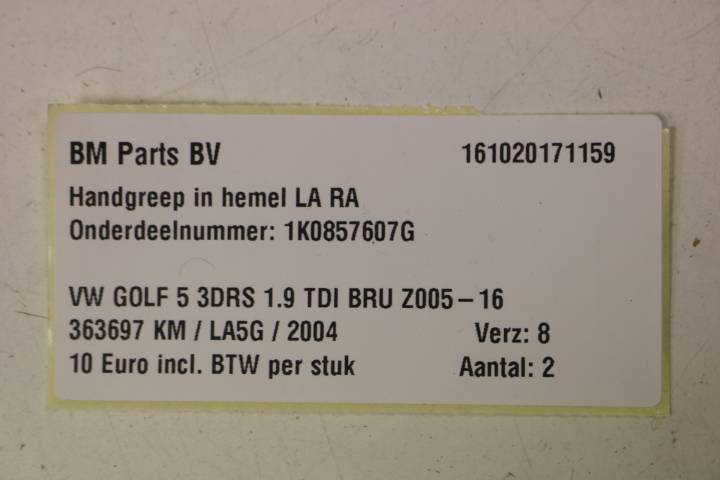 BM Parts BV 161020171159
Handgreep in hemel LA RA
Onderdeelnummer: 1K0857607G
VW GOLF 5 3DRS 1.9 TDI BRU Z005-16
363697 KM / LA5G / 2004 Verz: 8
10 Euro incl. BTW per stuk Aantal: 2